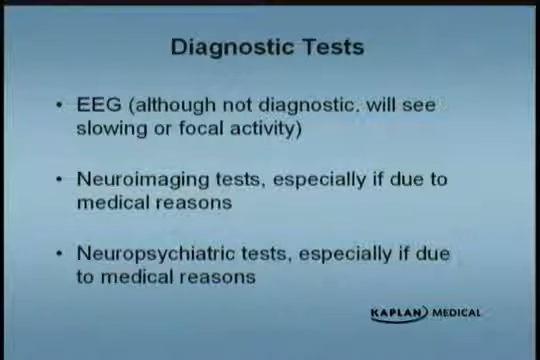 Diagnostic Tests
• EEG (although not diagnostic, will see
slowing or focal activity)
• Neuroimaging tests, especially if due to
medical reasons
• Neuropsychiatric tests, especially if due
to medical reasons
KAPLAN MEDICAL